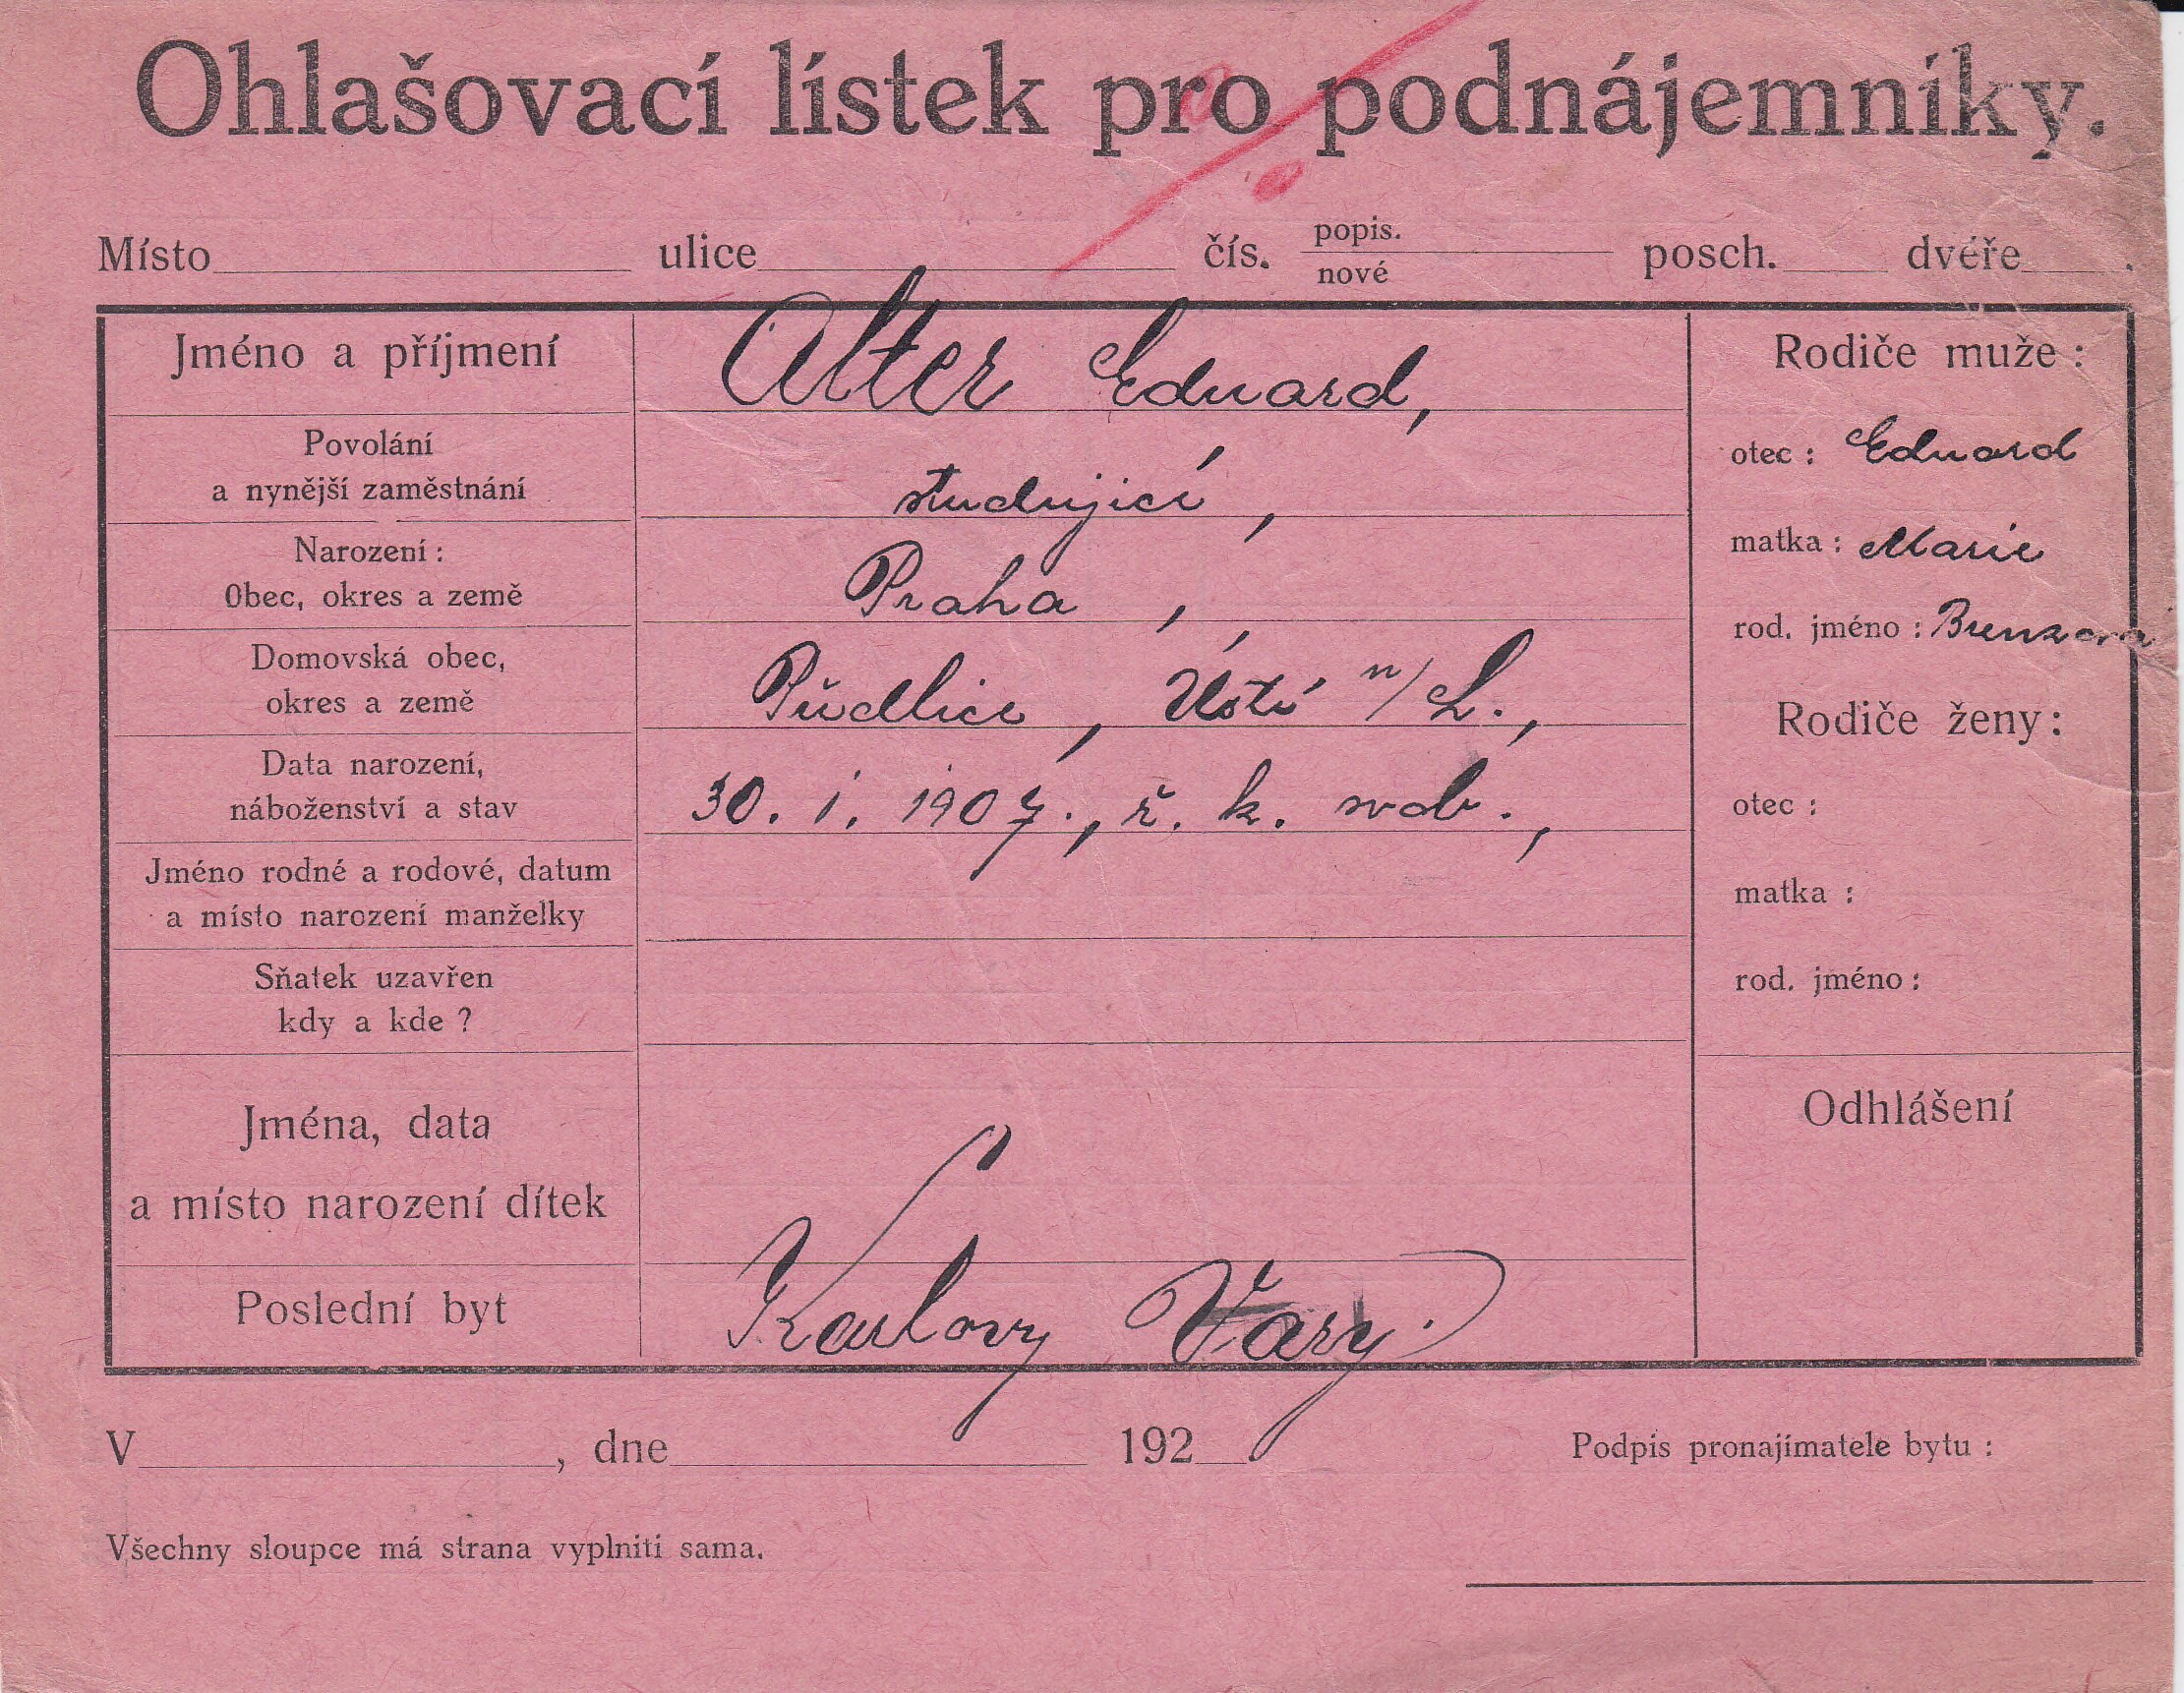 Ohlašovací lístek pro podnájemníky.
Místo ulice čís. popis. nové posch. dvéře .
Jméno a příjmení
Alter Eduard,
Povolání
a nynější zaměstnání
studující,
Narození:
Obec, okres a země
Praha,
Domovská obec,
okres a země
Půdlice, Ústí n/L.,
Data narození,
náboženství a stav
30. 1. 1907., ř. k. svob.,
Jméno rodné a rodové, datum
a místo narození manželky
Sňatek uzavřen
kdy a kde?
Jména, data
a místo narození dítek
Poslední byt
Karlovy Vary.
Rodiče muže:
otec: Eduard
matka: Marie
rod. jméno:
Rodiče ženy:
otec:
matka:
rod. jméno:
Odhlášení
V , dne 192
Podpis pronajímatele bytu:
Všechny sloupce má strana vyplniti sama.